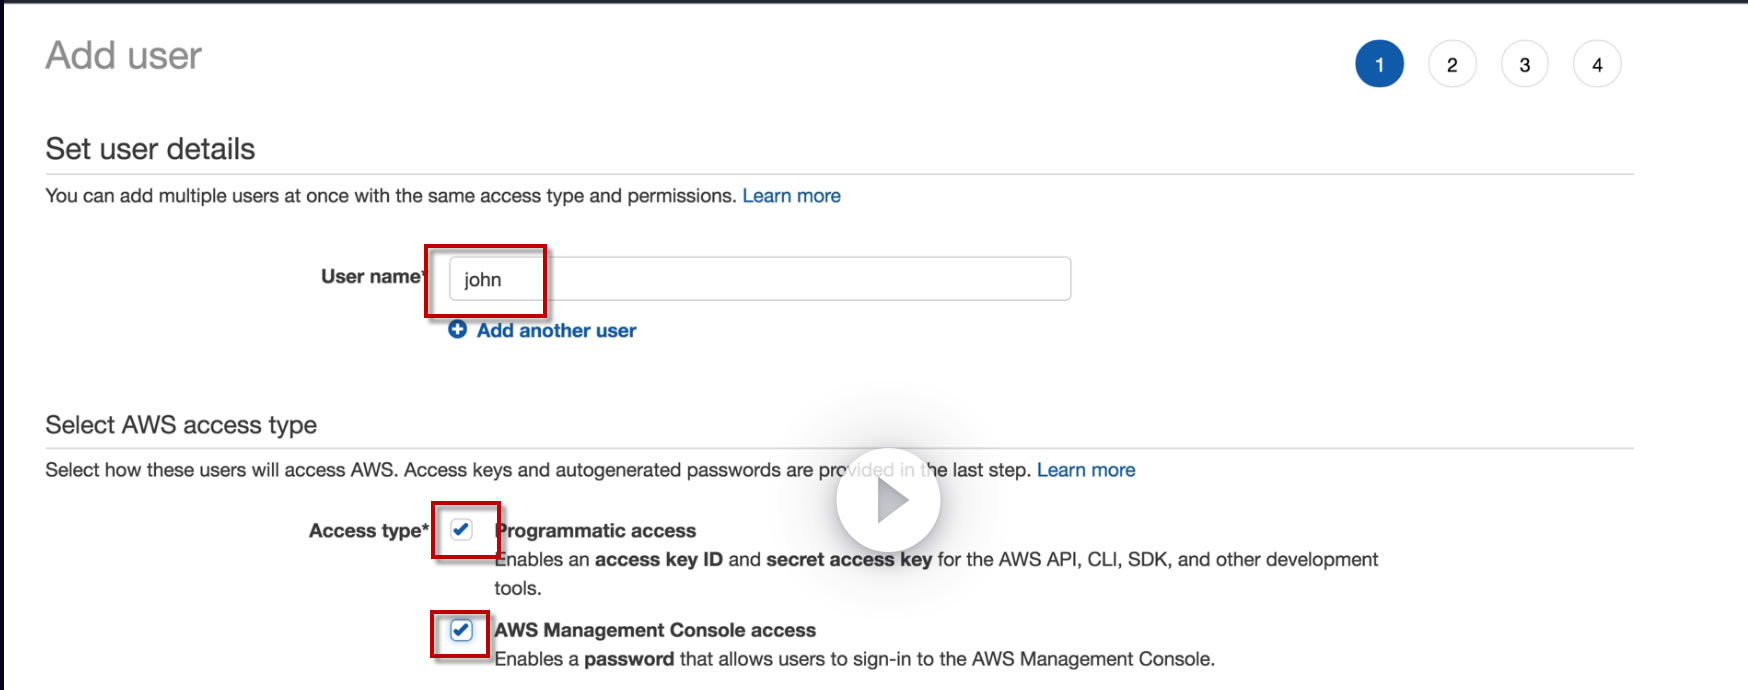 Add user
1 2 3 4
Set user details
You can add multiple users at once with the same access type and permissions. Learn more
User name*
john
Add another user
Select AWS access type
Select how these users will access AWS. Access keys and autogenerated passwords are provided in the last step. Learn more
Access type*
Programmatic access
Enables an access key ID and secret access key for the AWS API, CLI, SDK, and other development
tools.
AWS Management Console access
Enables a password that allows users to sign-in to the AWS Management Console.